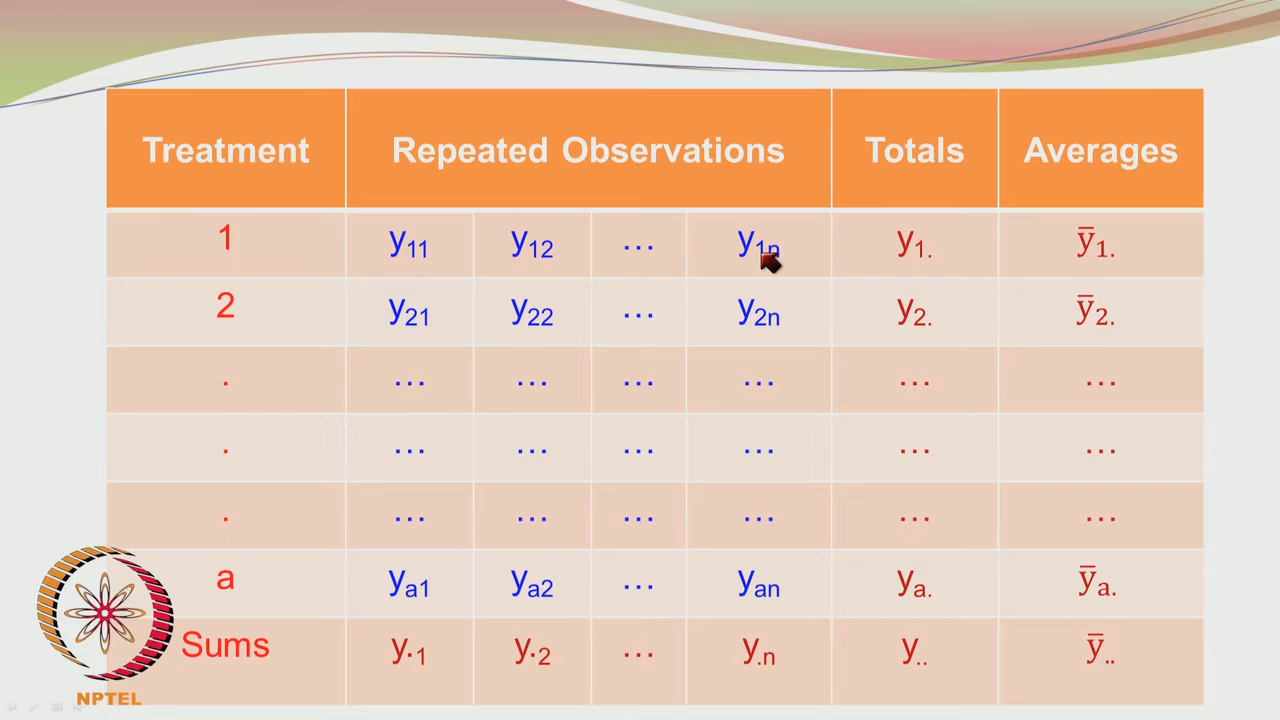 Treatment Repeated Observations Totals Averages
1 y₁₁ y₁₂ … y₁ₙ y₁. ȳ₁.
2 y₂₁ y₂₂ … y₂ₙ y₂. ȳ₂.
. … … … … … …
. … … … … … …
. … … … … … …
a yₐ₁ yₐ₂ … yₐₙ yₐ. ȳₐ.
Sums y.₁ y.₂ … y.ₙ y.. ȳ..
NPTEL